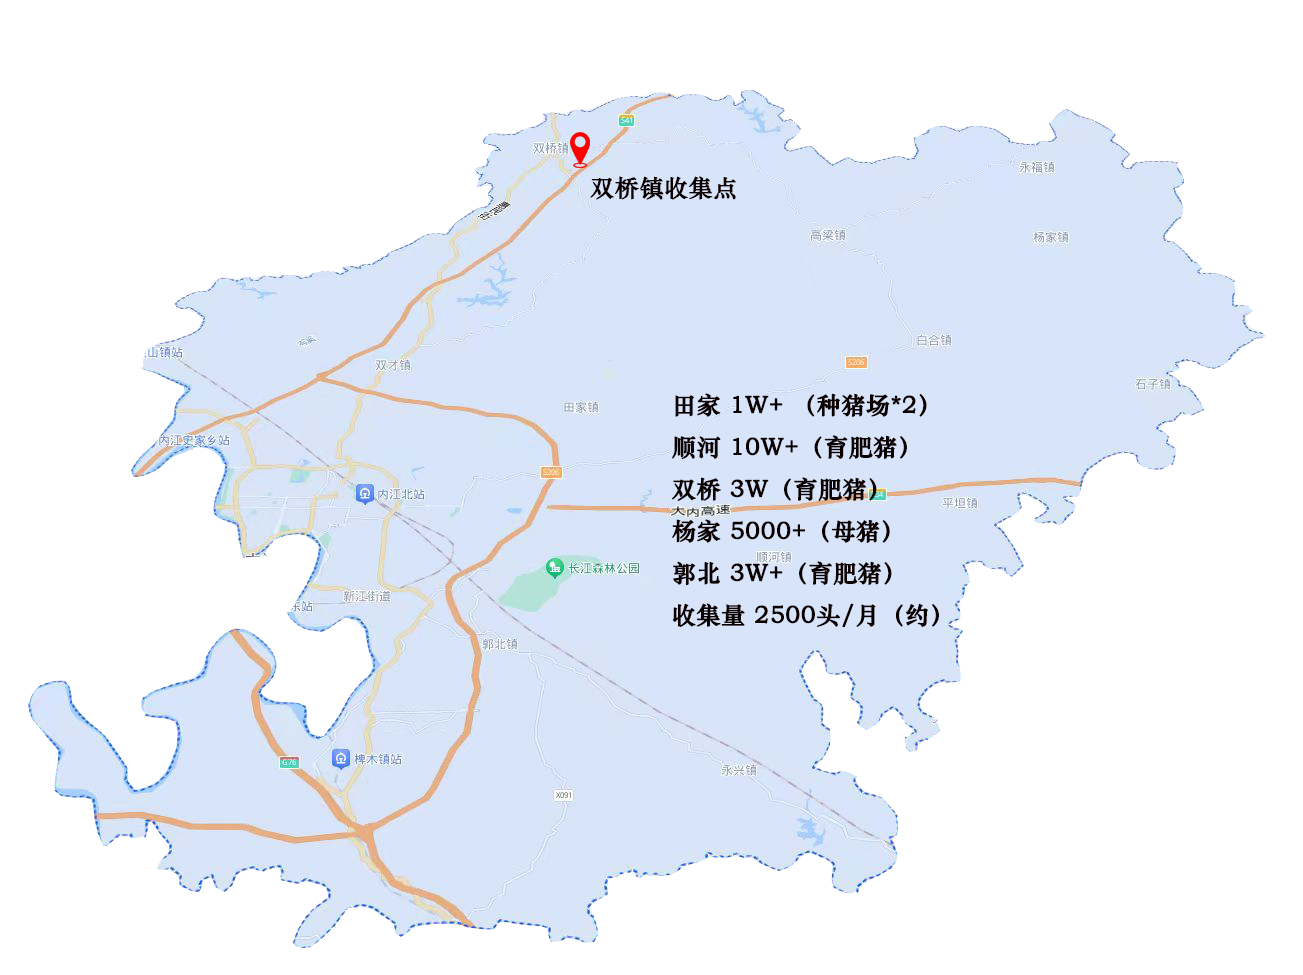 S41
双桥镇
双桥镇收集点
永福镇
高梁镇
杨家镇
白合镇
山镇站
双才镇
S206
石子镇
田家镇
田家 1W+ （种猪场*2）
内江史家乡站
顺河 10W+（育肥猪）
S206
内江北站
双桥 3W（育肥猪）
平坦镇
大内高速
杨家 5000+（母猪）
顺河镇
长江森林公园
郭北 3W+（育肥猪）
新江街道
东站
收集量 2500头/月（约）
郭北镇
椑木镇站
G76
永兴镇
X091